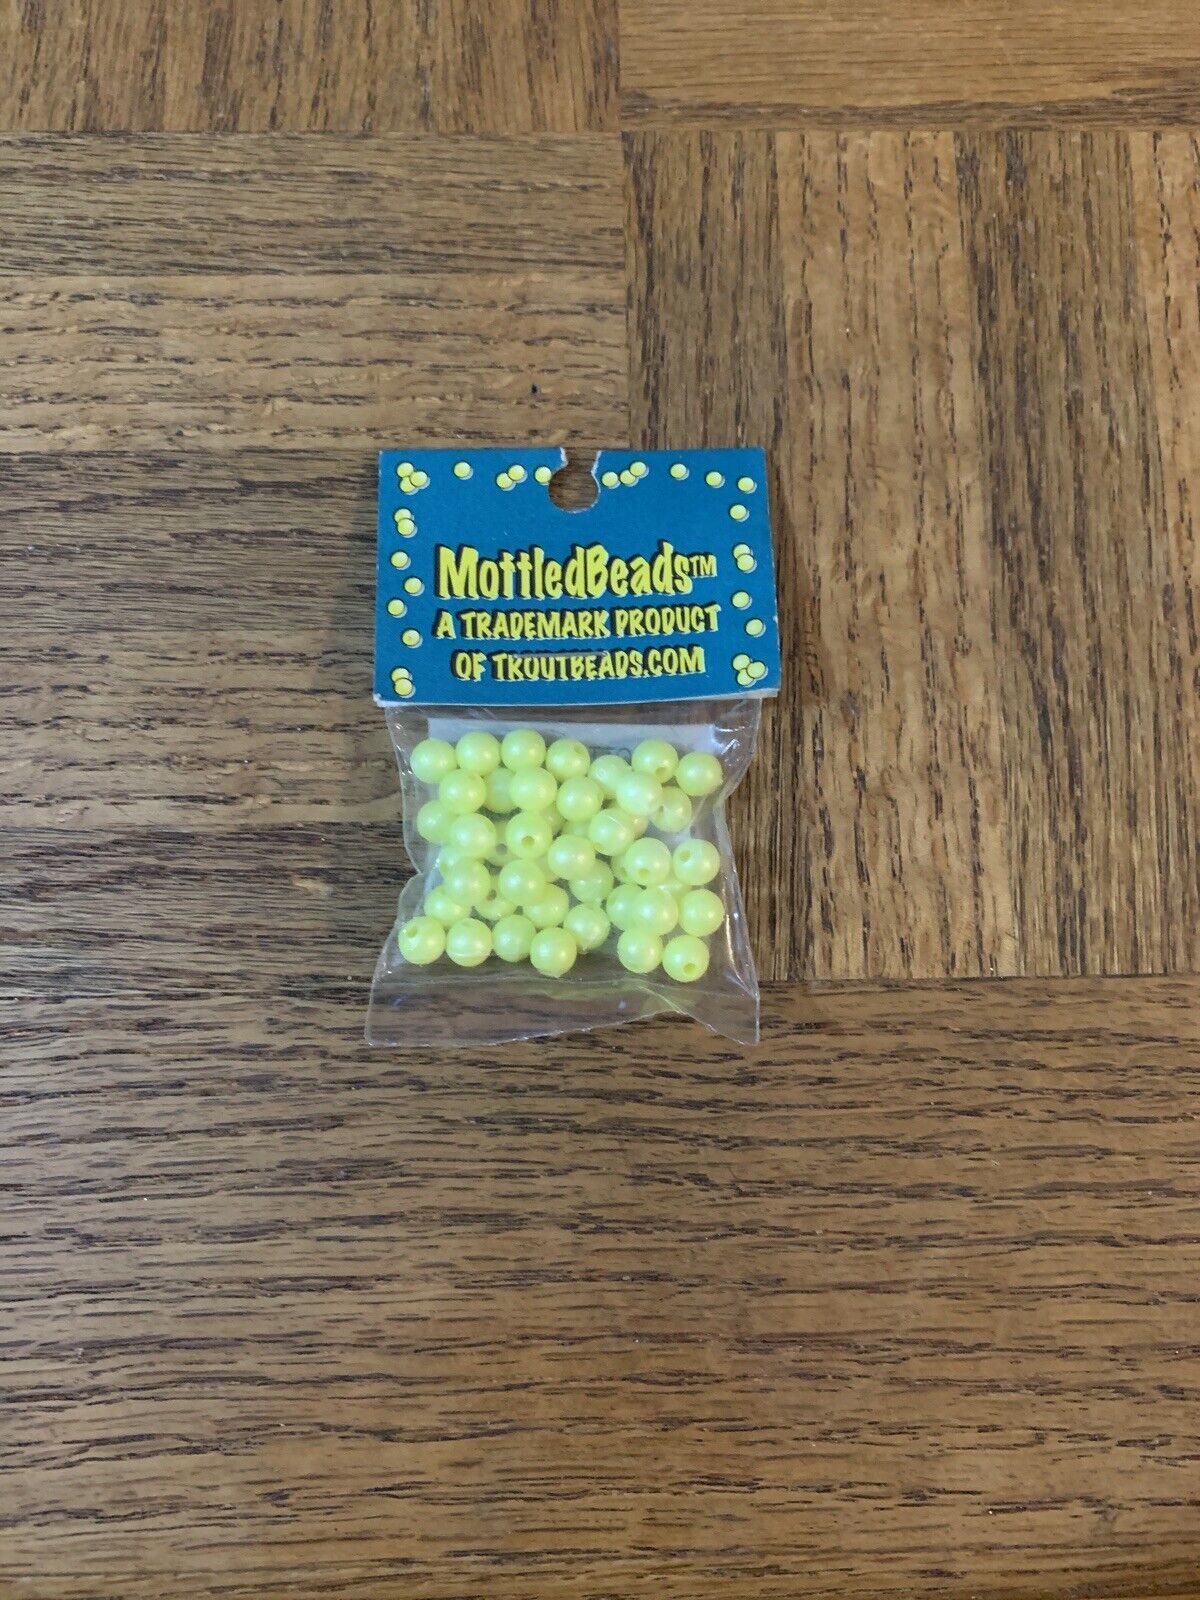 MottledBeads™
A TRADEMARK PRODUCT
OF TROUTBEADS.COM